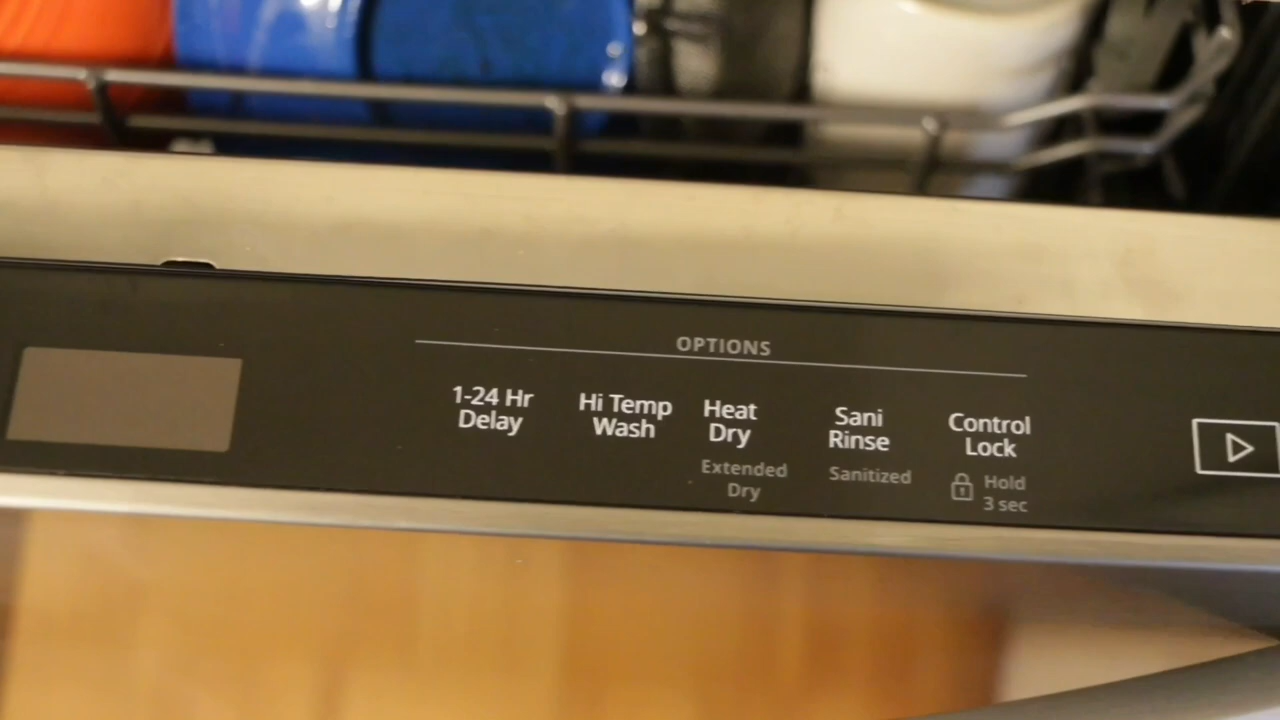 OPTIONS
1-24 Hr
Delay
Hi Temp
Wash
Heat
Dry
Extended
Dry
Sani
Rinse
Sanitized
Control
Lock
Hold
3 sec